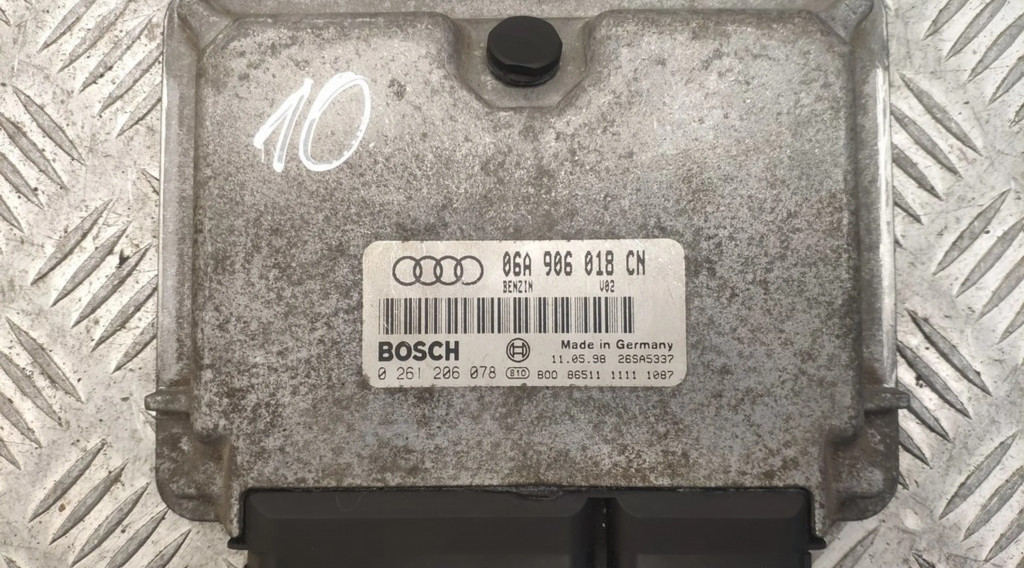 10
06A 906 018 CN
BENZIN V02
BOSCH
Made in Germany
11.05.98 26SA5337
0 261 206 078 e10 B00 86511 1111 1087